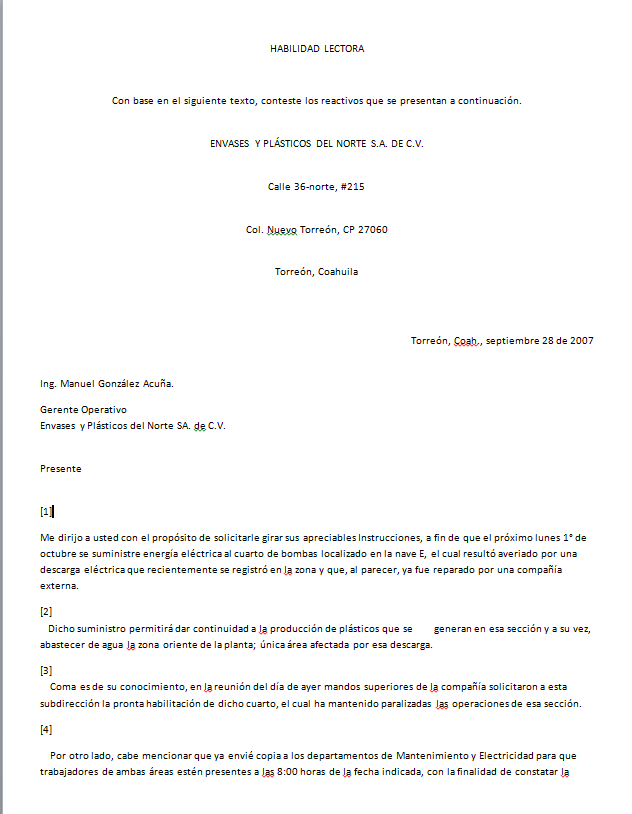 HABILIDAD LECTORA
Con base en el siguiente texto, conteste los reactivos que se presentan a continuación.
ENVASES Y PLÁSTICOS DEL NORTE S.A. DE C.V.
Calle 36-norte, #215
Col. Nuevo Torreón, CP 27060
Torreón, Coahuila
Torreón, Coah., septiembre 28 de 2007
Ing. Manuel González Acuña.
Gerente Operativo
Envases y Plásticos del Norte SA. de C.V.
Presente
[1]
Me dirijo a usted con el propósito de solicitarle girar sus apreciables Instrucciones, a fin de que el próximo lunes 1° de
octubre se suministre energía eléctrica al cuarto de bombas localizado en la nave E, el cual resultó averiado por una
descarga eléctrica que recientemente se registró en la zona y que, al parecer, ya fue reparado por una compañía
externa.
[2]
Dicho suministro permitirá dar continuidad a la producción de plásticos que se generan en esa sección y a su vez,
abastecer de agua la zona oriente de la planta; única área afectada por esa descarga.
[3]
Coma es de su conocimiento, en la reunión del día de ayer mandos superiores de la compañía solicitaron a esta
subdirección la pronta habilitación de dicho cuarto, el cual ha mantenido paralizadas las operaciones de esa sección.
[4]
Por otro lado, cabe mencionar que ya envié copia a los departamentos de Mantenimiento y Electricidad para que
trabajadores de ambas áreas estén presentes a las 8:00 horas de la fecha indicada, con la finalidad de constatar la